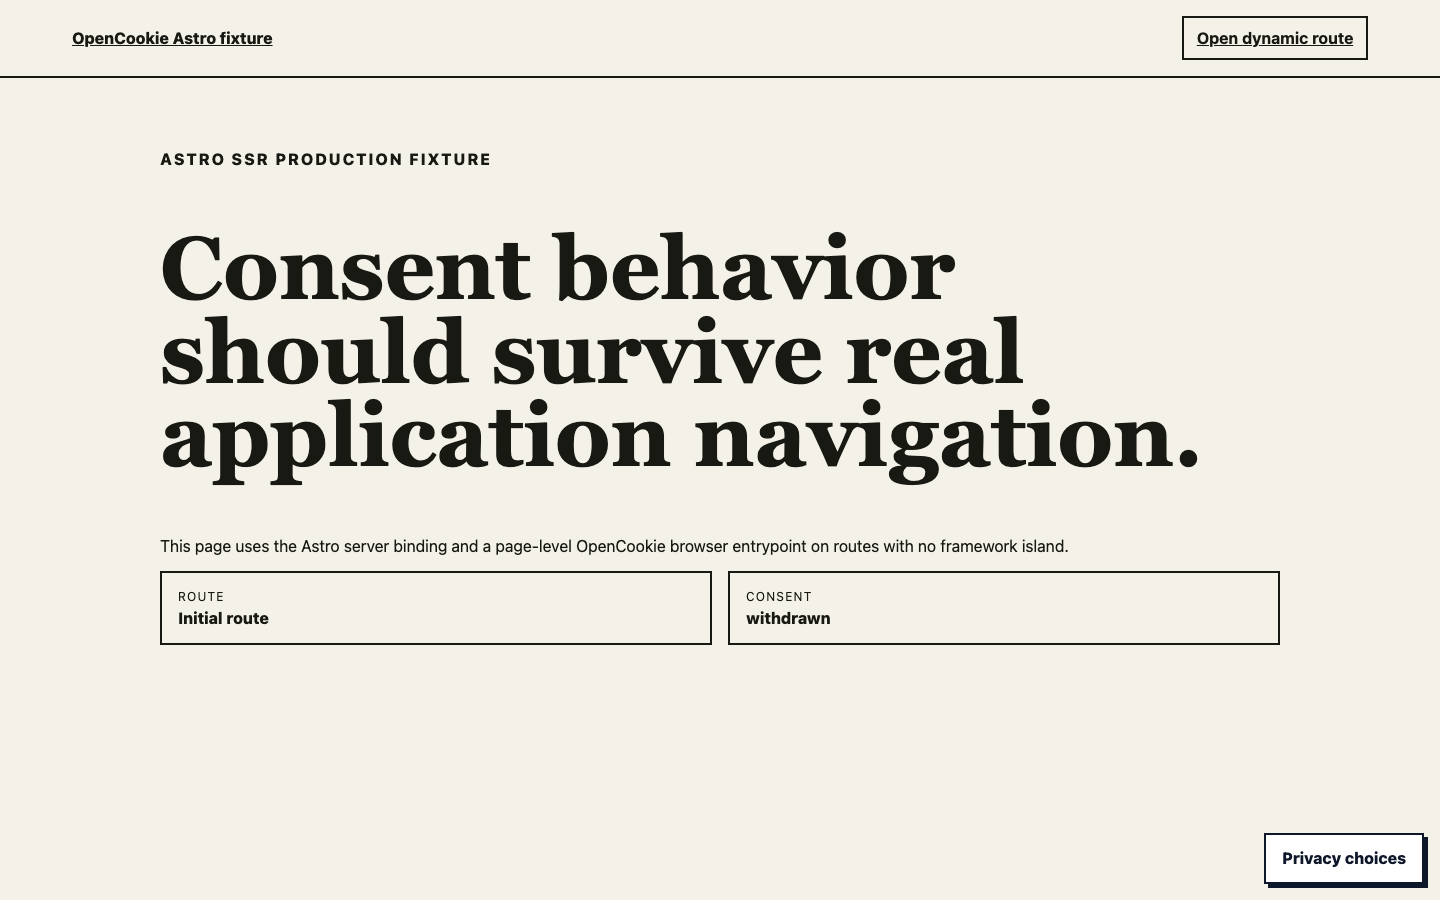 OpenCookie Astro fixture
Open dynamic route
ASTRO SSR PRODUCTION FIXTURE
Consent behavior
should survive real
application navigation.
This page uses the Astro server binding and a page-level OpenCookie browser entrypoint on routes with no framework island.
ROUTE
Initial route
CONSENT
withdrawn
Privacy choices